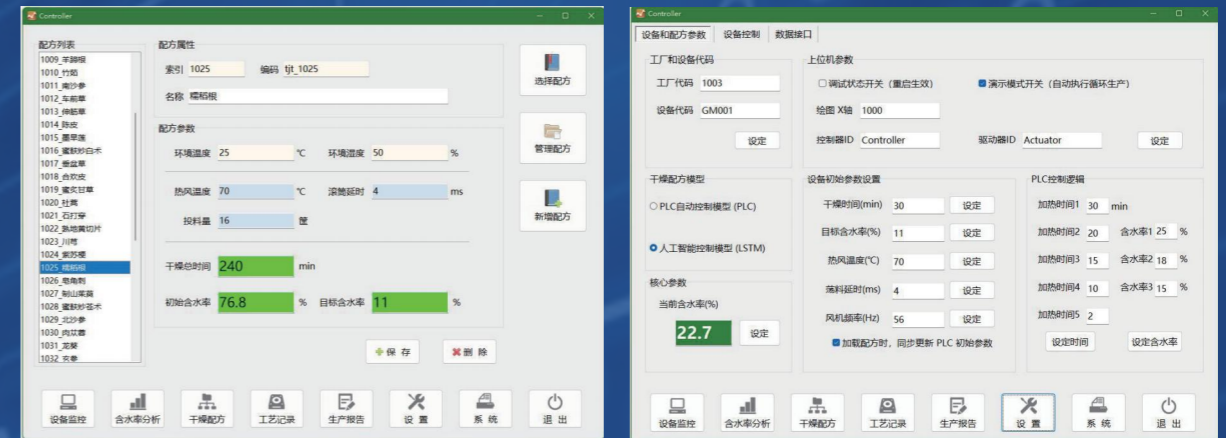 Controller
配方列表
1009_羊蹄根
1010_竹茹
1011_南沙参
1012_车前草
1013_伸筋草
1014_陈皮
1015_墨旱莲
1016_蜜麸炒白术
1017_垂盆草
1018_合欢皮
1019_蜜炙甘草
1020_牡蒿
1021_石打穿
1022_熟地黄切片
1023_川芎
1024_紫苏梗
1025_糯稻根
1026_皂角刺
1027_制山茱萸
1028_蜜麸炒苍术
1029_北沙参
1030_肉苁蓉
1031_龙葵
1032_玄参
配方属性
索引 1025 编码 tjt_1025
名称 糯稻根
配方参数
环境温度 25 ℃ 环境湿度 50 %
热风温度 70 ℃ 滚筒延时 4 ms
投料量 16 筐
干燥总时间 240 min
初始含水率 76.8 % 目标含水率 11 %
保 存 删 除
选择配方
管理配方
新增配方
设备监控 含水率分析 干燥配方 工艺记录 生产报告 设 置 系 统 退 出
Controller
设备和配方参数 设备控制 数据接口
工厂和设备代码
工厂代码 1003
设备代码 GM001
设定
上位机参数
调试状态开关（重启生效） 演示模式开关（自动执行循环生产）
绘图 X轴 1000
控制器ID Controller 驱动器ID Actuator 设定
干燥配方模型
PLC自动控制模型 (PLC)
人工智能控制模型 (LSTM)
核心参数
当前含水率(%)
22.7 设定
设备初始参数设置
干燥时间(min) 30 设定
目标含水率(%) 11 设定
热风温度(℃) 70 设定
落料延时(ms) 4 设定
风机频率(Hz) 56 设定
加载配方时，同步更新 PLC 初始参数
PLC控制逻辑
加热时间1 30 min
加热时间2 20 含水率1 25 %
加热时间3 15 含水率2 18 %
加热时间4 10 含水率3 15 %
加热时间5 2
设定时间 设定含水率
设备监控 含水率分析 干燥配方 工艺记录 生产报告 设 置 系 统 退 出